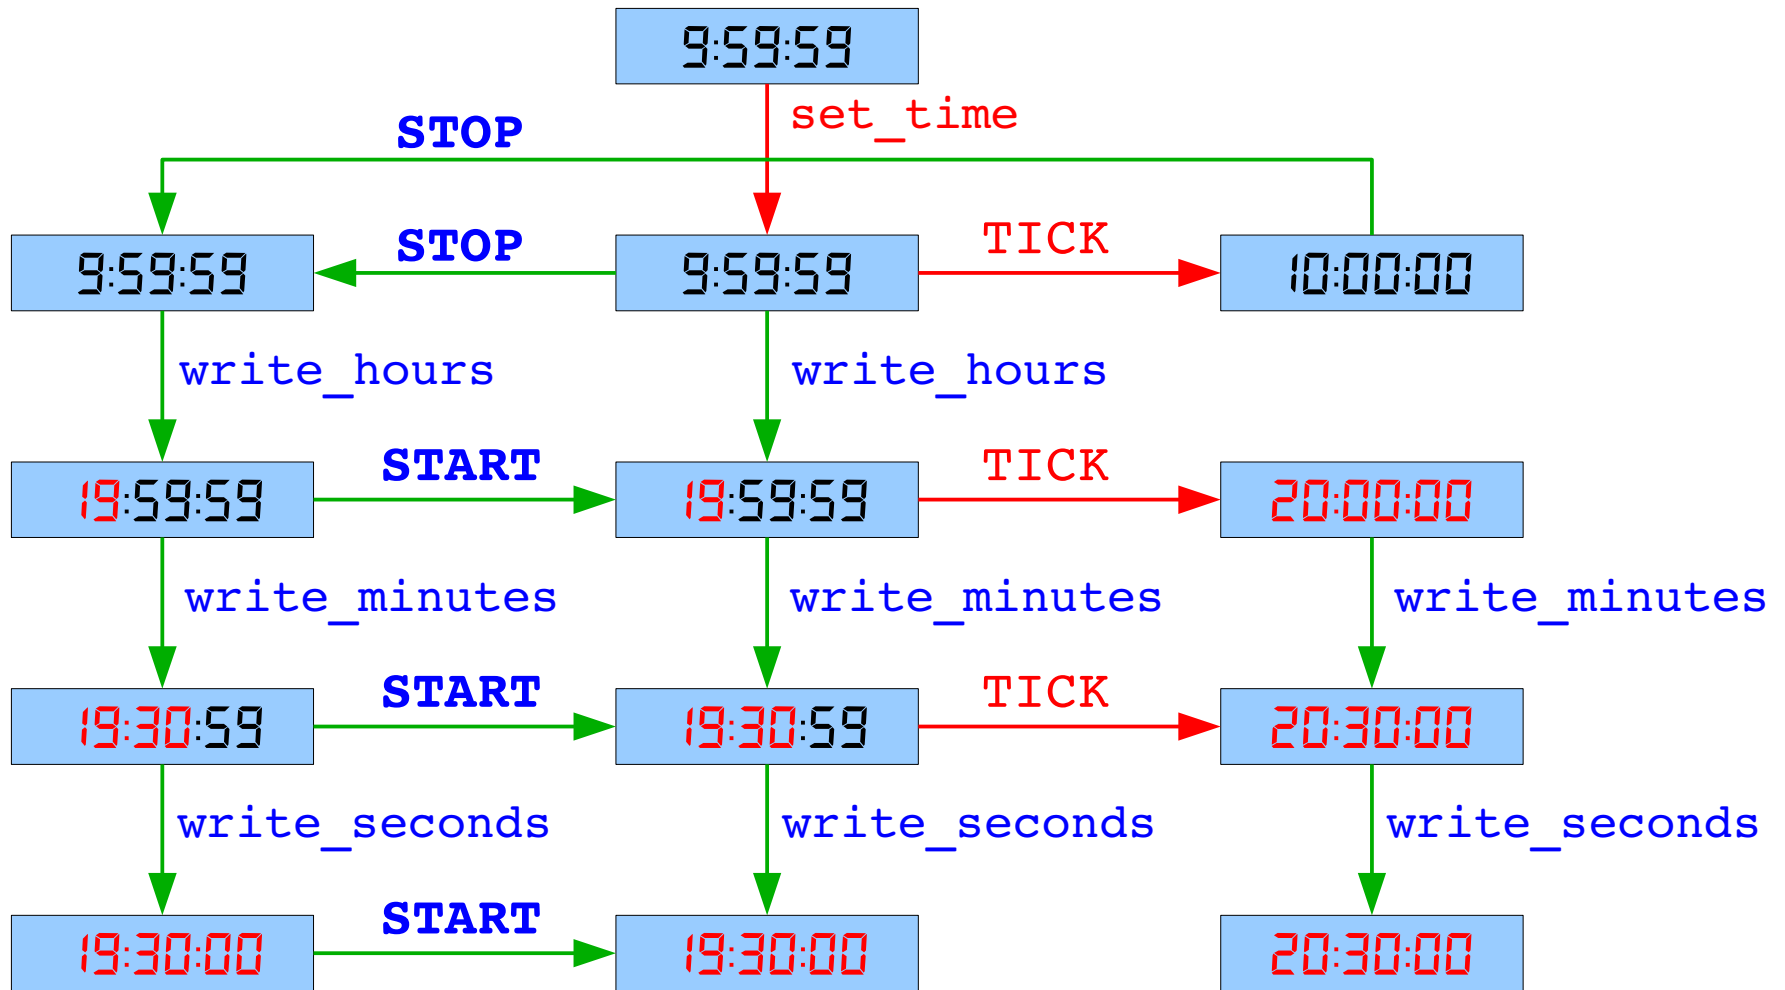 9:59:59
set_time
STOP
9:59:59 STOP 9:59:59 TICK 10:00:00
write_hours write_hours
19:59:59 START 19:59:59 TICK 20:00:00
write_minutes write_minutes write_minutes
19:30:59 START 19:30:59 TICK 20:30:00
write_seconds write_seconds write_seconds
19:30:00 START 19:30:00 20:30:00